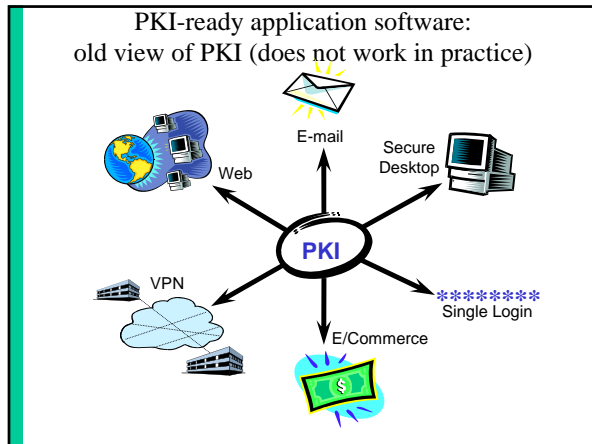 PKI-ready application software:
old view of PKI (does not work in practice)
E-mail
Secure
Desktop
Web
PKI
VPN
********
Single Login
E/Commerce
$